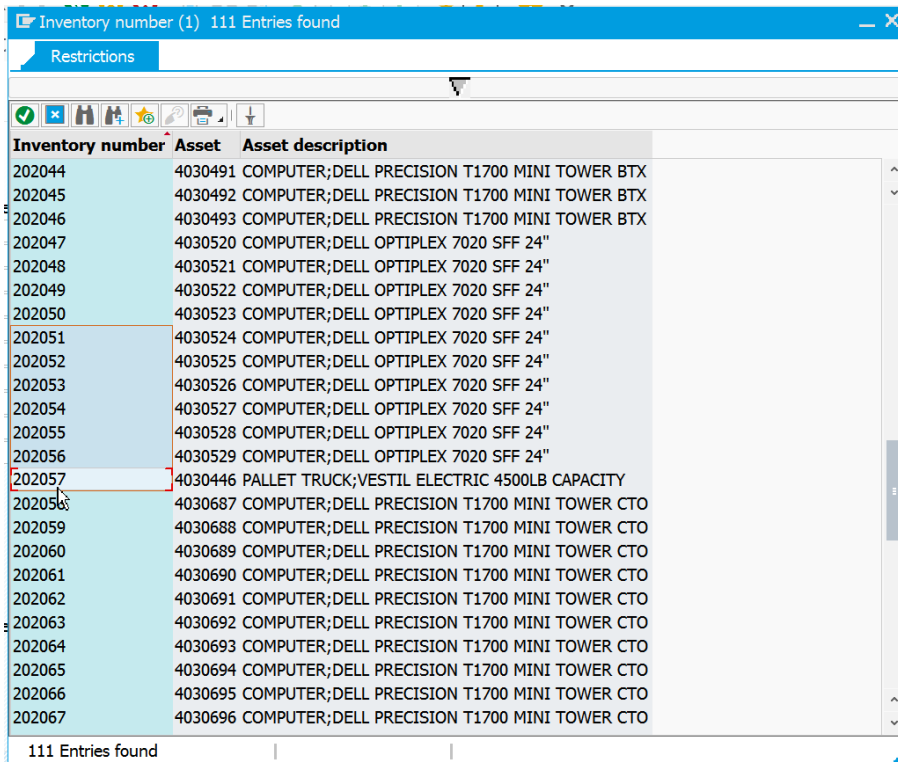 Inventory number (1) 111 Entries found
Restrictions
Inventory number Asset Asset description
202044 4030491 COMPUTER;DELL PRECISION T1700 MINI TOWER BTX
202045 4030492 COMPUTER;DELL PRECISION T1700 MINI TOWER BTX
202046 4030493 COMPUTER;DELL PRECISION T1700 MINI TOWER BTX
202047 4030520 COMPUTER;DELL OPTIPLEX 7020 SFF 24"
202048 4030521 COMPUTER;DELL OPTIPLEX 7020 SFF 24"
202049 4030522 COMPUTER;DELL OPTIPLEX 7020 SFF 24"
202050 4030523 COMPUTER;DELL OPTIPLEX 7020 SFF 24"
202051 4030524 COMPUTER;DELL OPTIPLEX 7020 SFF 24"
202052 4030525 COMPUTER;DELL OPTIPLEX 7020 SFF 24"
202053 4030526 COMPUTER;DELL OPTIPLEX 7020 SFF 24"
202054 4030527 COMPUTER;DELL OPTIPLEX 7020 SFF 24"
202055 4030528 COMPUTER;DELL OPTIPLEX 7020 SFF 24"
202056 4030529 COMPUTER;DELL OPTIPLEX 7020 SFF 24"
202057 4030446 PALLET TRUCK;VESTIL ELECTRIC 4500LB CAPACITY
202058 4030687 COMPUTER;DELL PRECISION T1700 MINI TOWER CTO
202059 4030688 COMPUTER;DELL PRECISION T1700 MINI TOWER CTO
202060 4030689 COMPUTER;DELL PRECISION T1700 MINI TOWER CTO
202061 4030690 COMPUTER;DELL PRECISION T1700 MINI TOWER CTO
202062 4030691 COMPUTER;DELL PRECISION T1700 MINI TOWER CTO
202063 4030692 COMPUTER;DELL PRECISION T1700 MINI TOWER CTO
202064 4030693 COMPUTER;DELL PRECISION T1700 MINI TOWER CTO
202065 4030694 COMPUTER;DELL PRECISION T1700 MINI TOWER CTO
202066 4030695 COMPUTER;DELL PRECISION T1700 MINI TOWER CTO
202067 4030696 COMPUTER;DELL PRECISION T1700 MINI TOWER CTO
111 Entries found